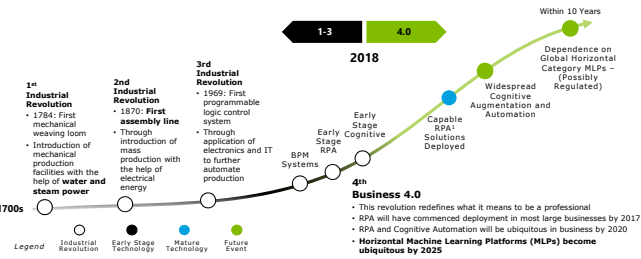 Within 10 Years
1-3
4.0
2018
1st
Industrial
Revolution
• 1784: First
mechanical
weaving loom
• Introduction of
mechanical
production
facilities with the
help of water and
steam power
2nd
Industrial
Revolution
• 1870: First
assembly line
• Through
introduction of
mass
production with
the help of
electrical
energy
3rd
Industrial
Revolution
• 1969: First
programmable
logic control
system
• Through
application of
electronics and IT
to further
automate
production
BPM
Systems
Early
Stage
RPA
Early
Stage
Cognitive
Capable
RPA¹
Solutions
Deployed
Widespread
Cognitive
Augmentation and
Automation
Dependence on
Global Horizontal
Category MLPs –
(Possibly
Regulated)
1700s
4th
Business 4.0
• This revolution redefines what it means to be a professional
• RPA will have commenced deployment in most large businesses by 2017
• RPA and Cognitive Automation will be ubiquitous in business by 2020
• Horizontal Machine Learning Platforms (MLPs) become
ubiquitous by 2025
Legend
Industrial
Revolution
Early Stage
Technology
Mature
Technology
Future
Event